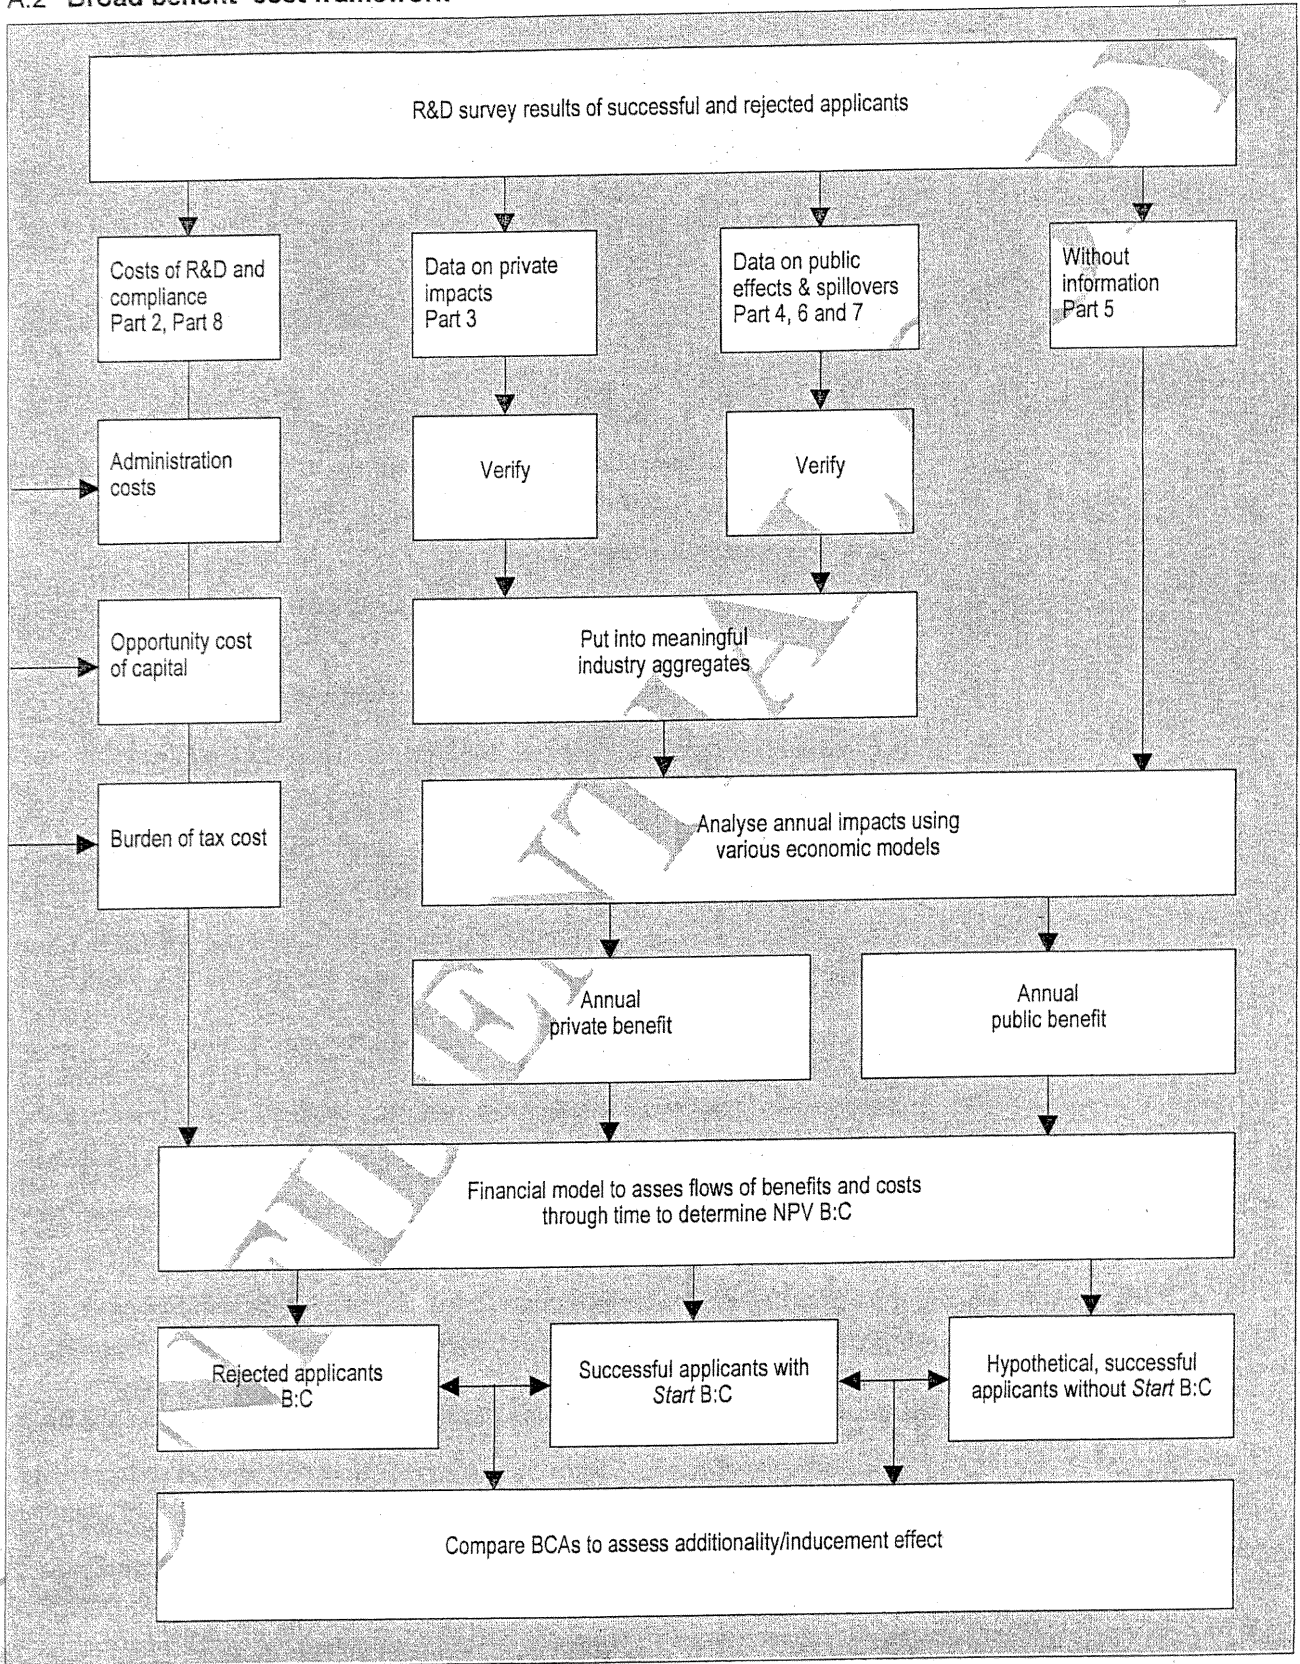 A.2 Broad benefit-cost framework
R&D survey results of successful and rejected applicants
Costs of R&D and
compliance
Part 2, Part 8
Data on private
impacts
Part 3
Data on public
effects & spillovers
Part 4, 6 and 7
Without
information
Part 5
Administration
costs
Verify
Verify
Opportunity cost
of capital
Put into meaningful
industry aggregates
Burden of tax cost
Analyse annual impacts using
various economic models
Annual
private benefit
Annual
public benefit
Financial model to asses flows of benefits and costs
through time to determine NPV B:C
Rejected applicants
B:C
Successful applicants with
Start B:C
Hypothetical, successful
applicants without Start B:C
Compare BCAs to assess additionality/inducement effect